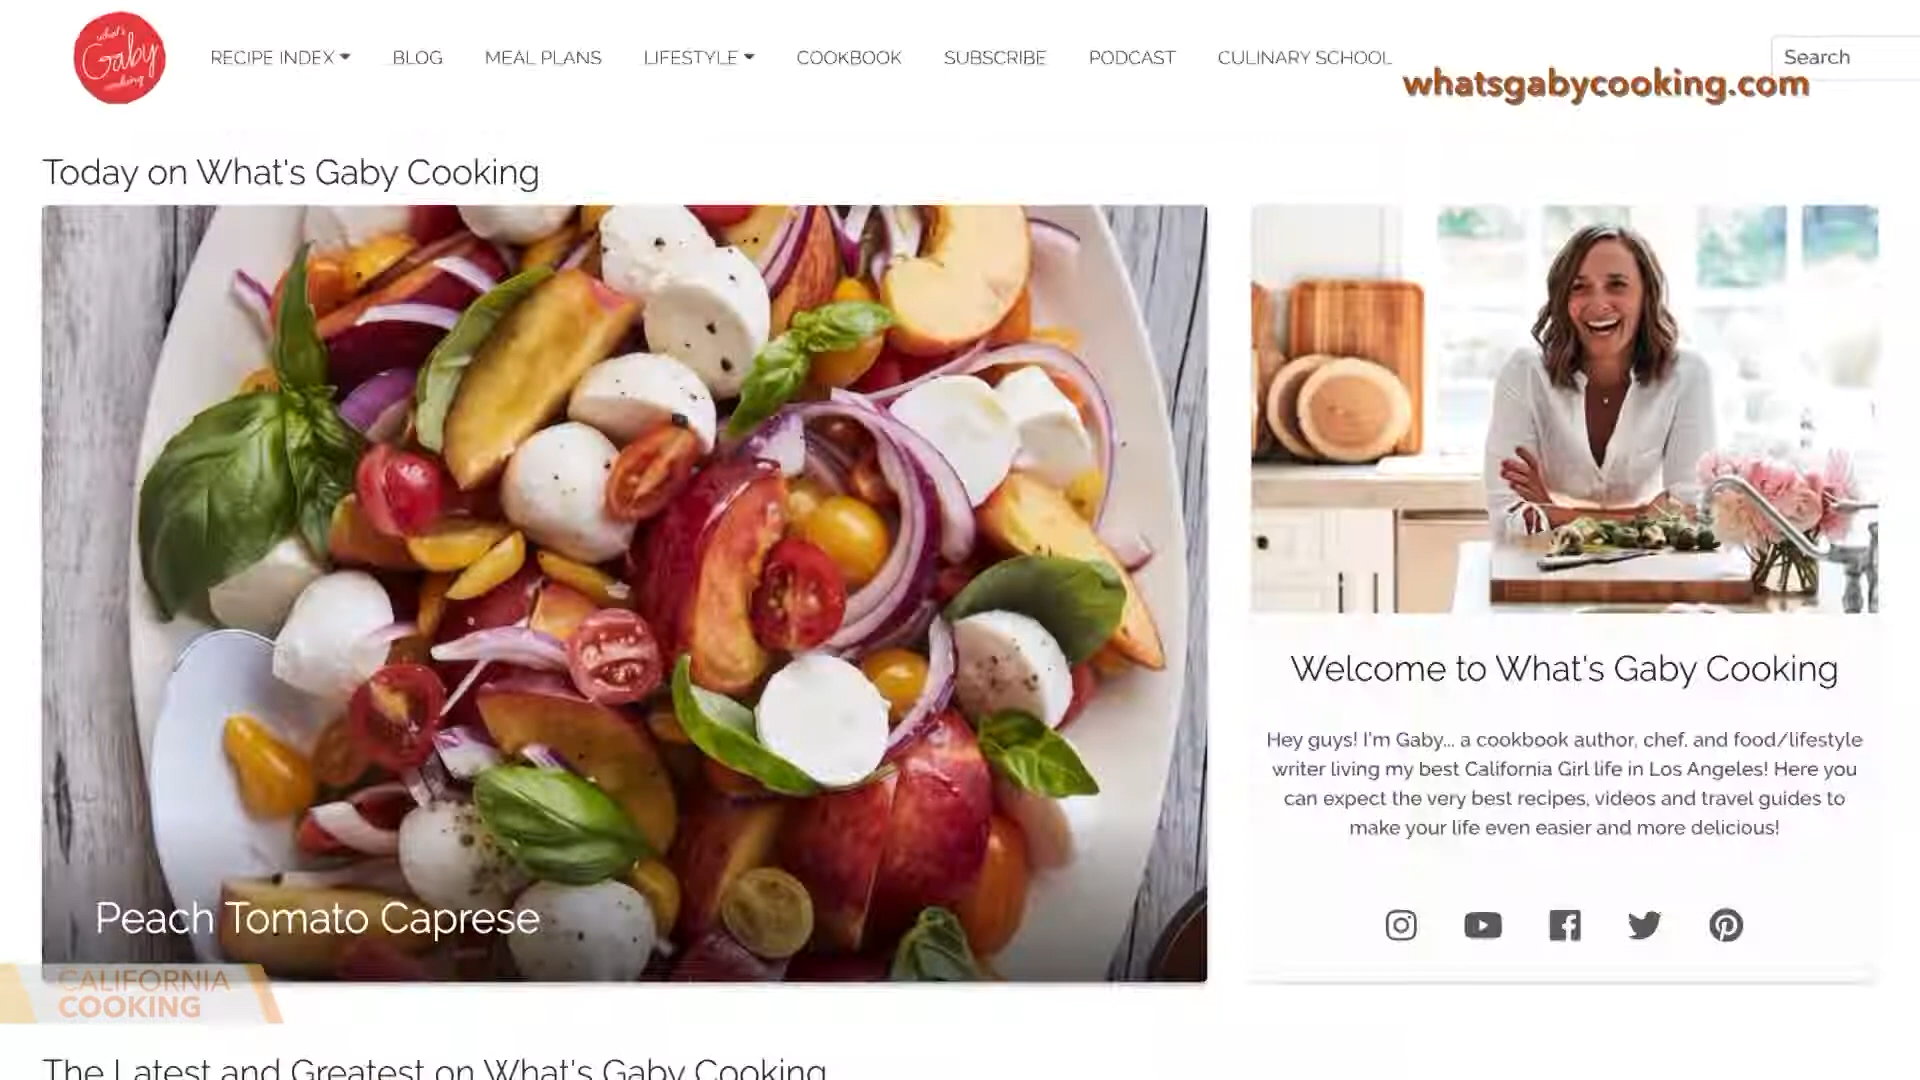 what's
Gaby
cooking
RECIPE INDEX
BLOG
MEAL PLANS
LIFESTYLE
COOKBOOK
SUBSCRIBE
PODCAST
CULINARY SCHOOL
Search
whatsgabycooking.com
Today on What's Gaby Cooking
Peach Tomato Caprese
Welcome to What's Gaby Cooking
Hey guys! I'm Gaby... a cookbook author, chef, and food/lifestyle
writer living my best California Girl life in Los Angeles! Here you
can expect the very best recipes, videos and travel guides to
make your life even easier and more delicious!
CALIFORNIA
COOKING
The Latest and Greatest on What's Gaby Cooking